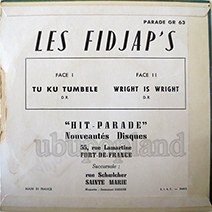 PARADE GR 63
LES FIDJAP'S
FACE I
FACE II
TU KU TUMBELE
WRIGHT IS WRIGHT
D.R.
D.R.
"HIT-PARADE"
Nouveautés Disques
55, rue Lamartine
FORT-DE-FRANCE
Succursale :
rue Schoelcher
SAINTE MARIE
MADE IN FRANCE